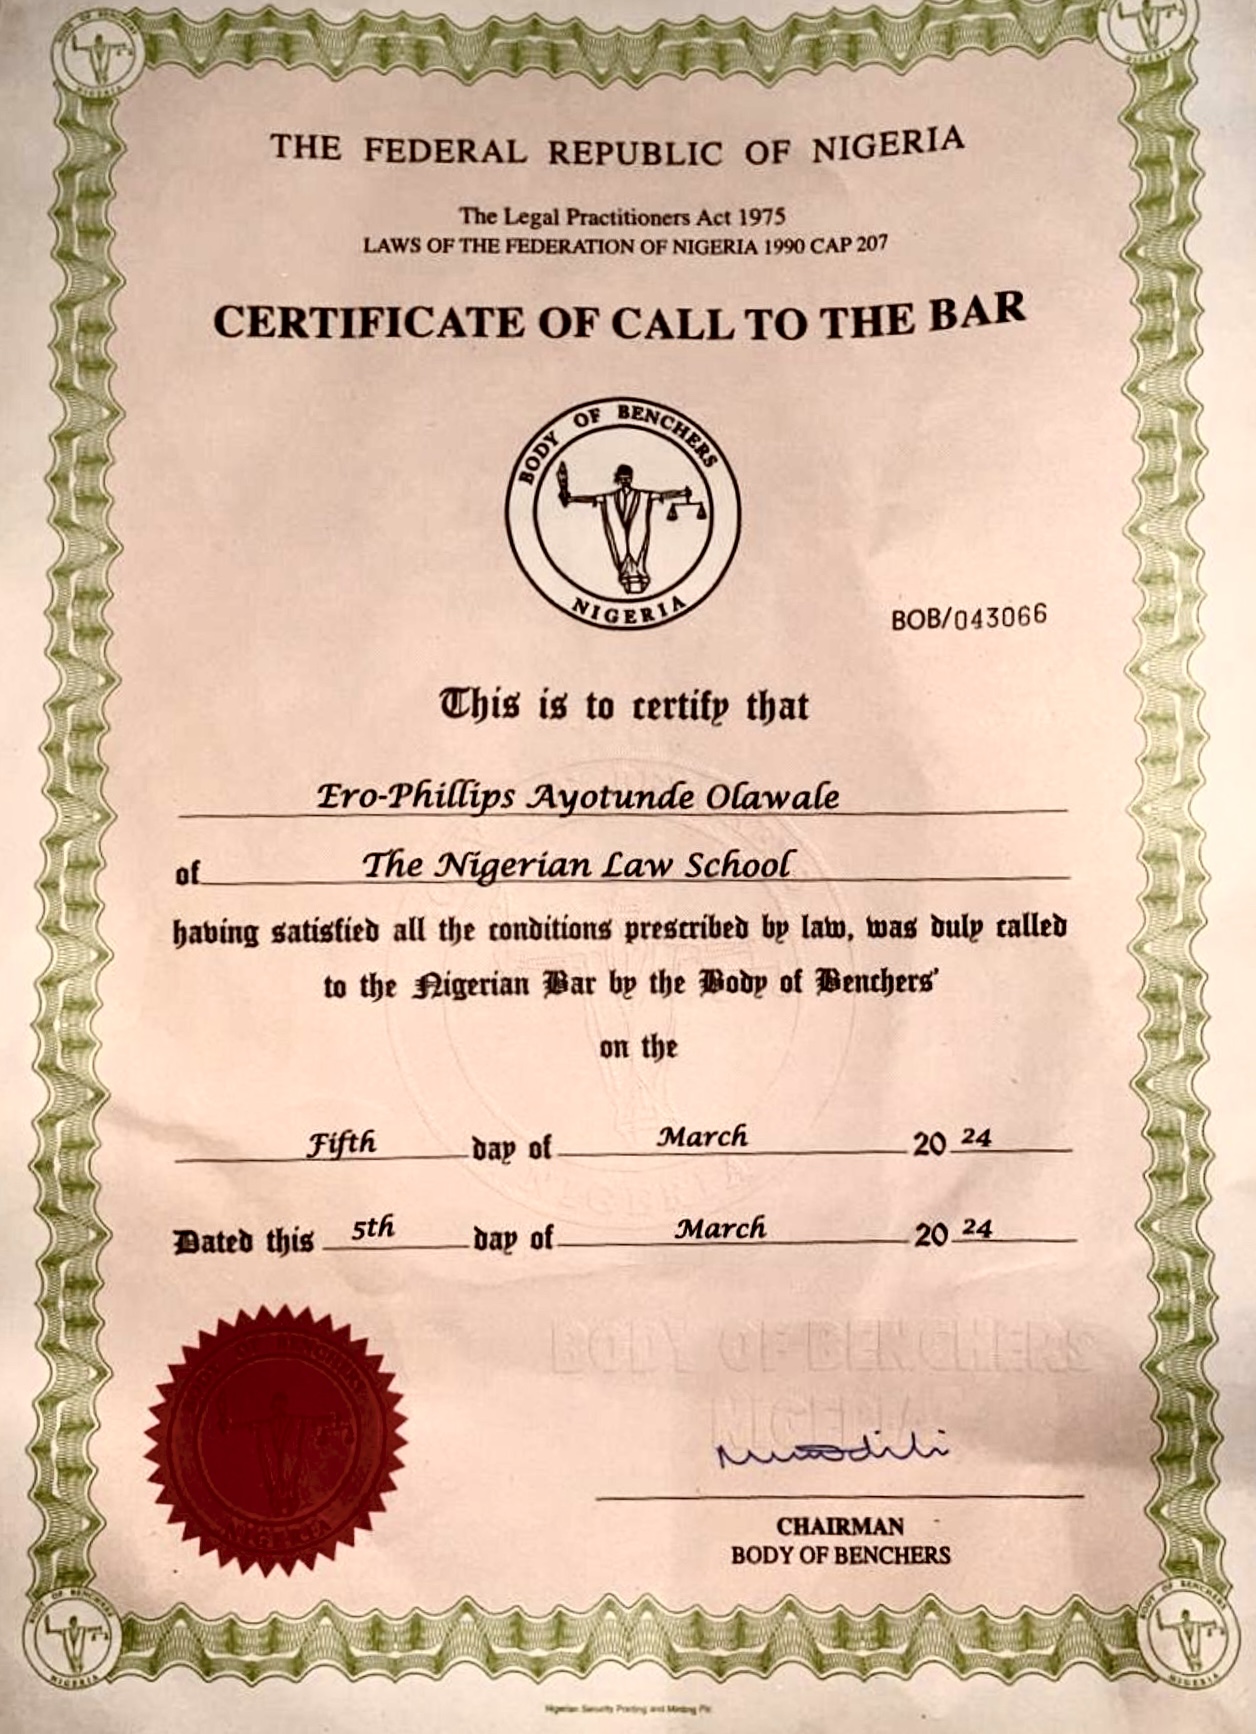 THE FEDERAL REPUBLIC OF NIGERIA
The Legal Practitioners Act 1975
LAWS OF THE FEDERATION OF NIGERIA 1990 CAP 207
CERTIFICATE OF CALL TO THE BAR
BODY OF BENCHERS
NIGERIA
BOB/043066
This is to certify that
Ero-Phillips Ayotunde Olawale
of The Nigerian Law School
having satisfied all the conditions prescribed by law, was duly called
to the Nigerian Bar by the Body of Benchers'
on the
Fifth day of March 20 24
Dated this 5th day of March 20 24
BODY OF BENCHERS
NIGERIA
CHAIRMAN
BODY OF BENCHERS
Nigerian Security Printing and Minting Plc